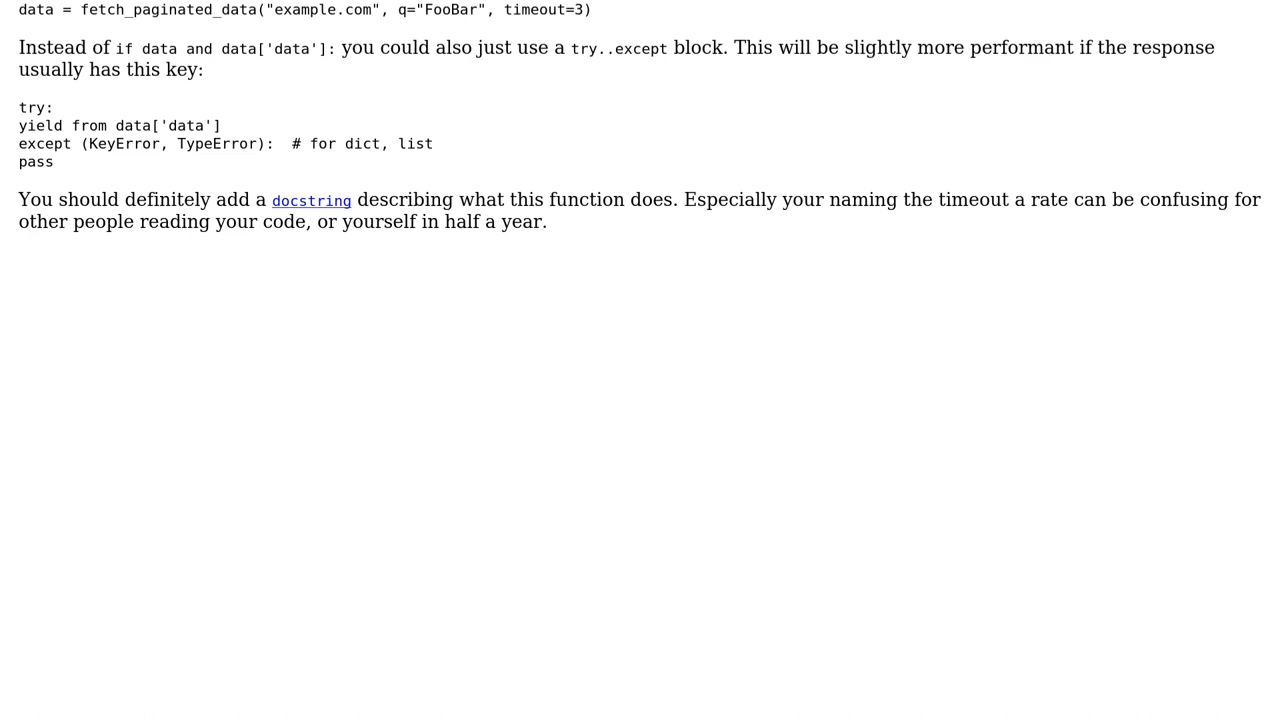 data = fetch_paginated_data("example.com", q="FooBar", timeout=3)
Instead of if data and data['data']: you could also just use a try..except block. This will be slightly more performant if the response
usually has this key:
try:
yield from data['data']
except (KeyError, TypeError):  # for dict, list
pass
You should definitely add a docstring describing what this function does. Especially your naming the timeout a rate can be confusing for
other people reading your code, or yourself in half a year.